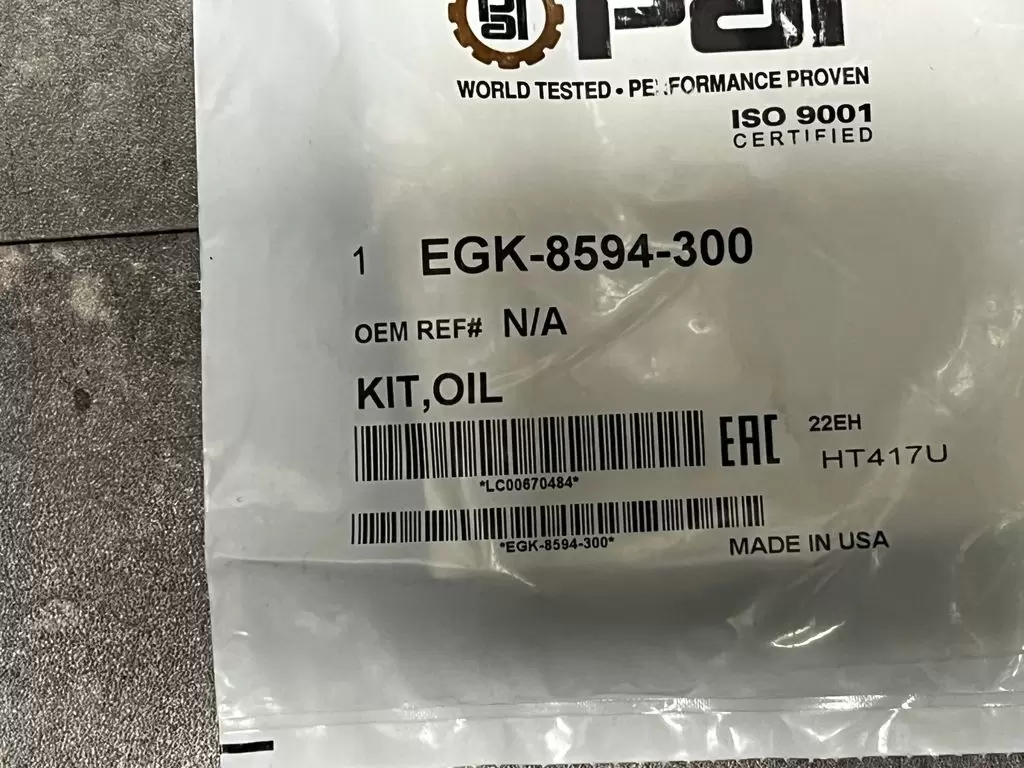 pai
WORLD TESTED • PERFORMANCE PROVEN
ISO 9001
CERTIFIED
1 EGK-8594-300
OEM REF# N/A
KIT,OIL
EAC 22EH
HT417U
*LC00670484*
*EGK-8594-300*
MADE IN USA